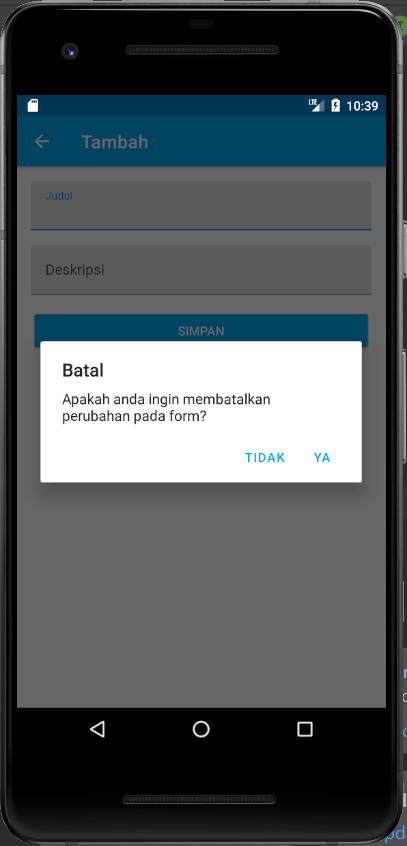 LTE 10:39
Tambah
Judul
Deskripsi
SIMPAN
Batal
Apakah anda ingin membatalkan
perubahan pada form?
TIDAK YA